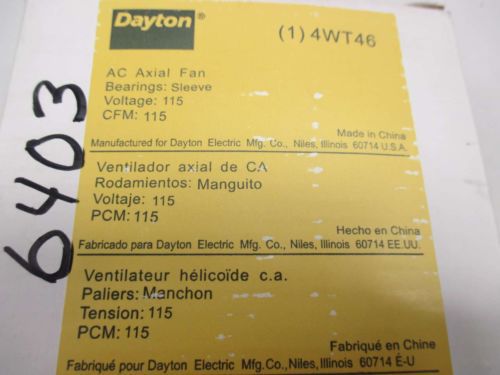 Dayton®
(1) 4WT46
AC Axial Fan
Bearings: Sleeve
Voltage: 115
CFM: 115
Made in China
Manufactured for Dayton Electric Mfg. Co., Niles, Illinois 60714 U.S.A.
Ventilador axial de CA
Rodamientos: Manguito
Voltaje: 115
PCM: 115
Hecho en China
Fabricado para Dayton Electric Mfg. Co., Niles, Illinois 60714 EE.UU.
Ventilateur hélicoïde c.a.
Paliers: Manchon
Tension: 115
PCM: 115
Fabriqué en Chine
Fabriqué pour Dayton Electric Mfg. Co., Niles, Illinois 60714 É-U
6403